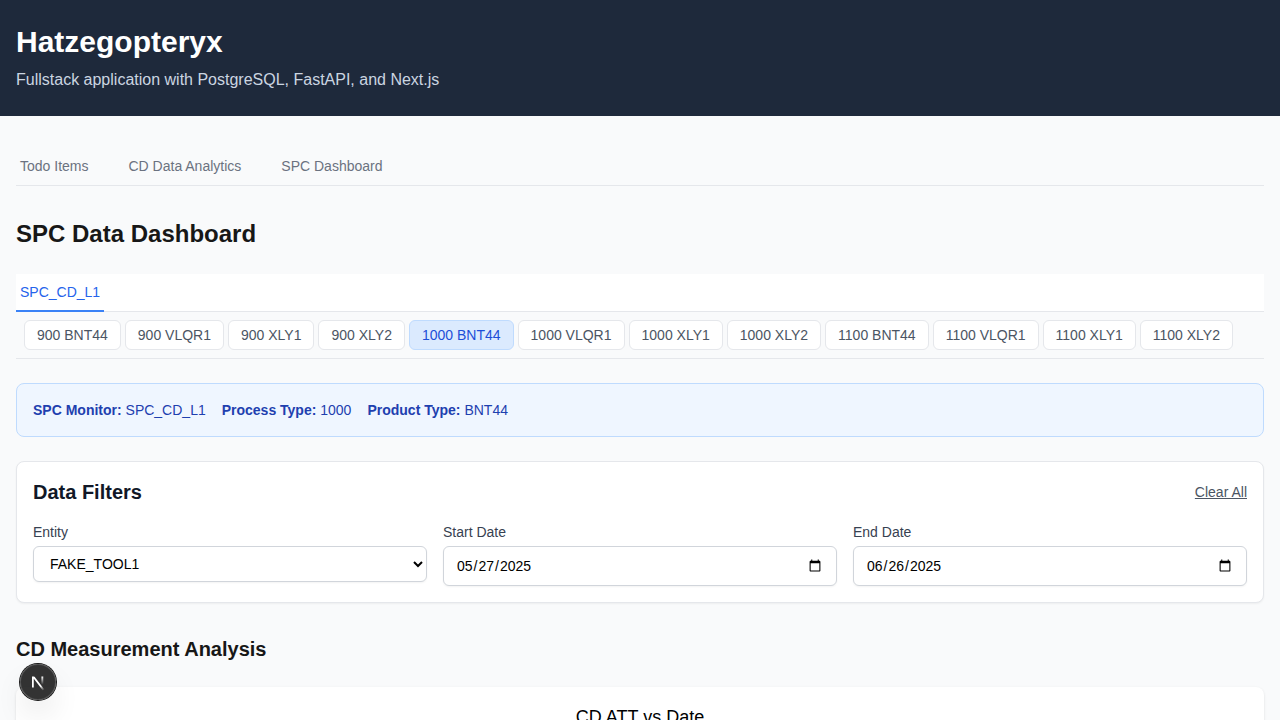 Hatzegopteryx
Fullstack application with PostgreSQL, FastAPI, and Next.js
Todo Items CD Data Analytics SPC Dashboard
SPC Data Dashboard
SPC_CD_L1
900 BNT44 900 VLQR1 900 XLY1 900 XLY2 1000 BNT44 1000 VLQR1 1000 XLY1 1000 XLY2 1100 BNT44 1100 VLQR1 1100 XLY1 1100 XLY2
SPC Monitor: SPC_CD_L1 Process Type: 1000 Product Type: BNT44
Data Filters Clear All
Entity Start Date End Date
FAKE_TOOL1 05/27/2025 06/26/2025
CD Measurement Analysis
N
CD ATT vs Date